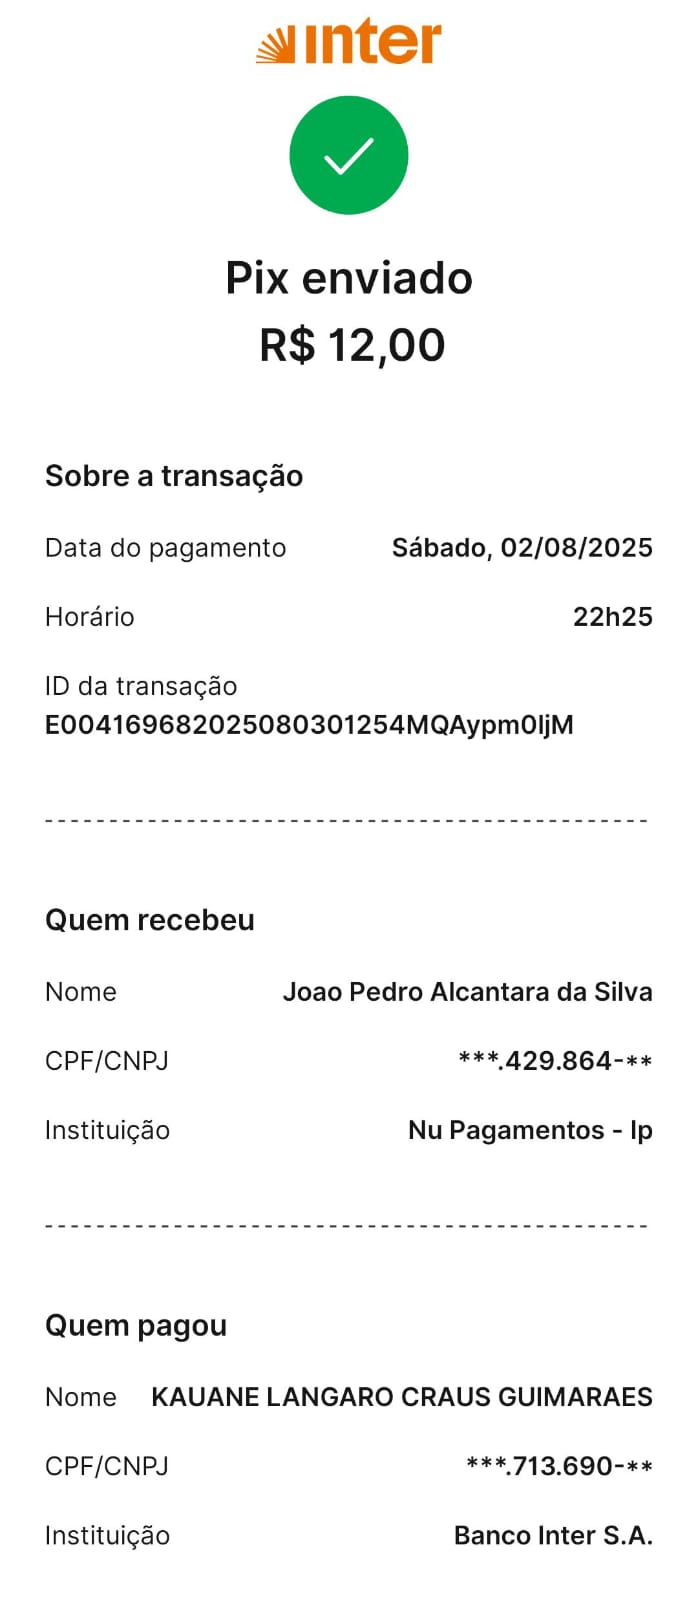 inter
Pix enviado
R$ 12,00
Sobre a transação
Data do pagamento Sábado, 02/08/2025
Horário 22h25
ID da transação
E004169682025080301254MQAypm0ljM
Quem recebeu
Nome Joao Pedro Alcantara da Silva
CPF/CNPJ ***.429.864-**
Instituição Nu Pagamentos - Ip
Quem pagou
Nome KAUANE LANGARO CRAUS GUIMARAES
CPF/CNPJ ***.713.690-**
Instituição Banco Inter S.A.